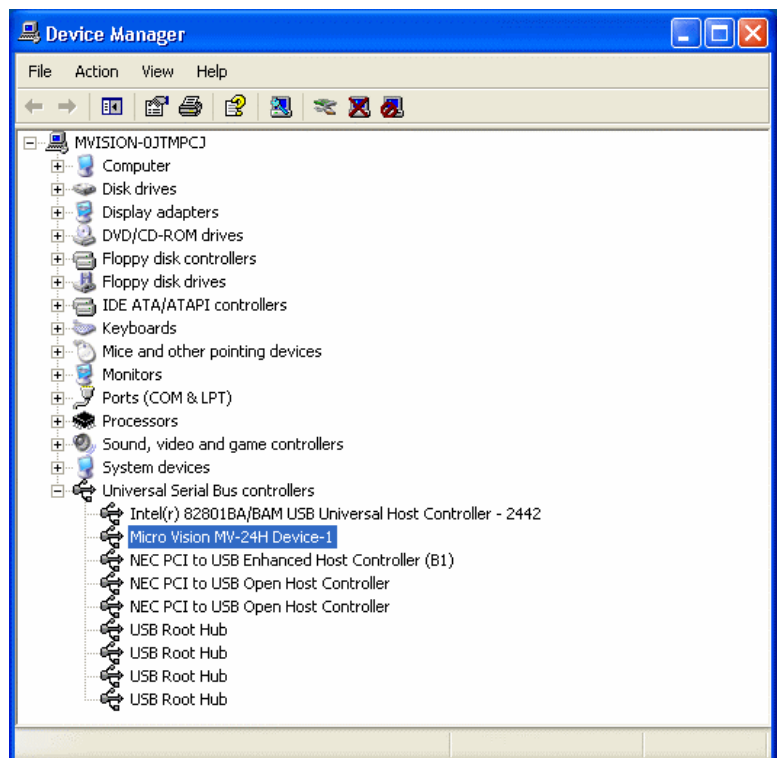 Device Manager
File Action View Help
MVISION-0JTMPCJ
Computer
Disk drives
Display adapters
DVD/CD-ROM drives
Floppy disk controllers
Floppy disk drives
IDE ATA/ATAPI controllers
Keyboards
Mice and other pointing devices
Monitors
Ports (COM & LPT)
Processors
Sound, video and game controllers
System devices
Universal Serial Bus controllers
Intel(r) 82801BA/BAM USB Universal Host Controller - 2442
Micro Vision MV-24H Device-1
NEC PCI to USB Enhanced Host Controller (B1)
NEC PCI to USB Open Host Controller
NEC PCI to USB Open Host Controller
USB Root Hub
USB Root Hub
USB Root Hub
USB Root Hub